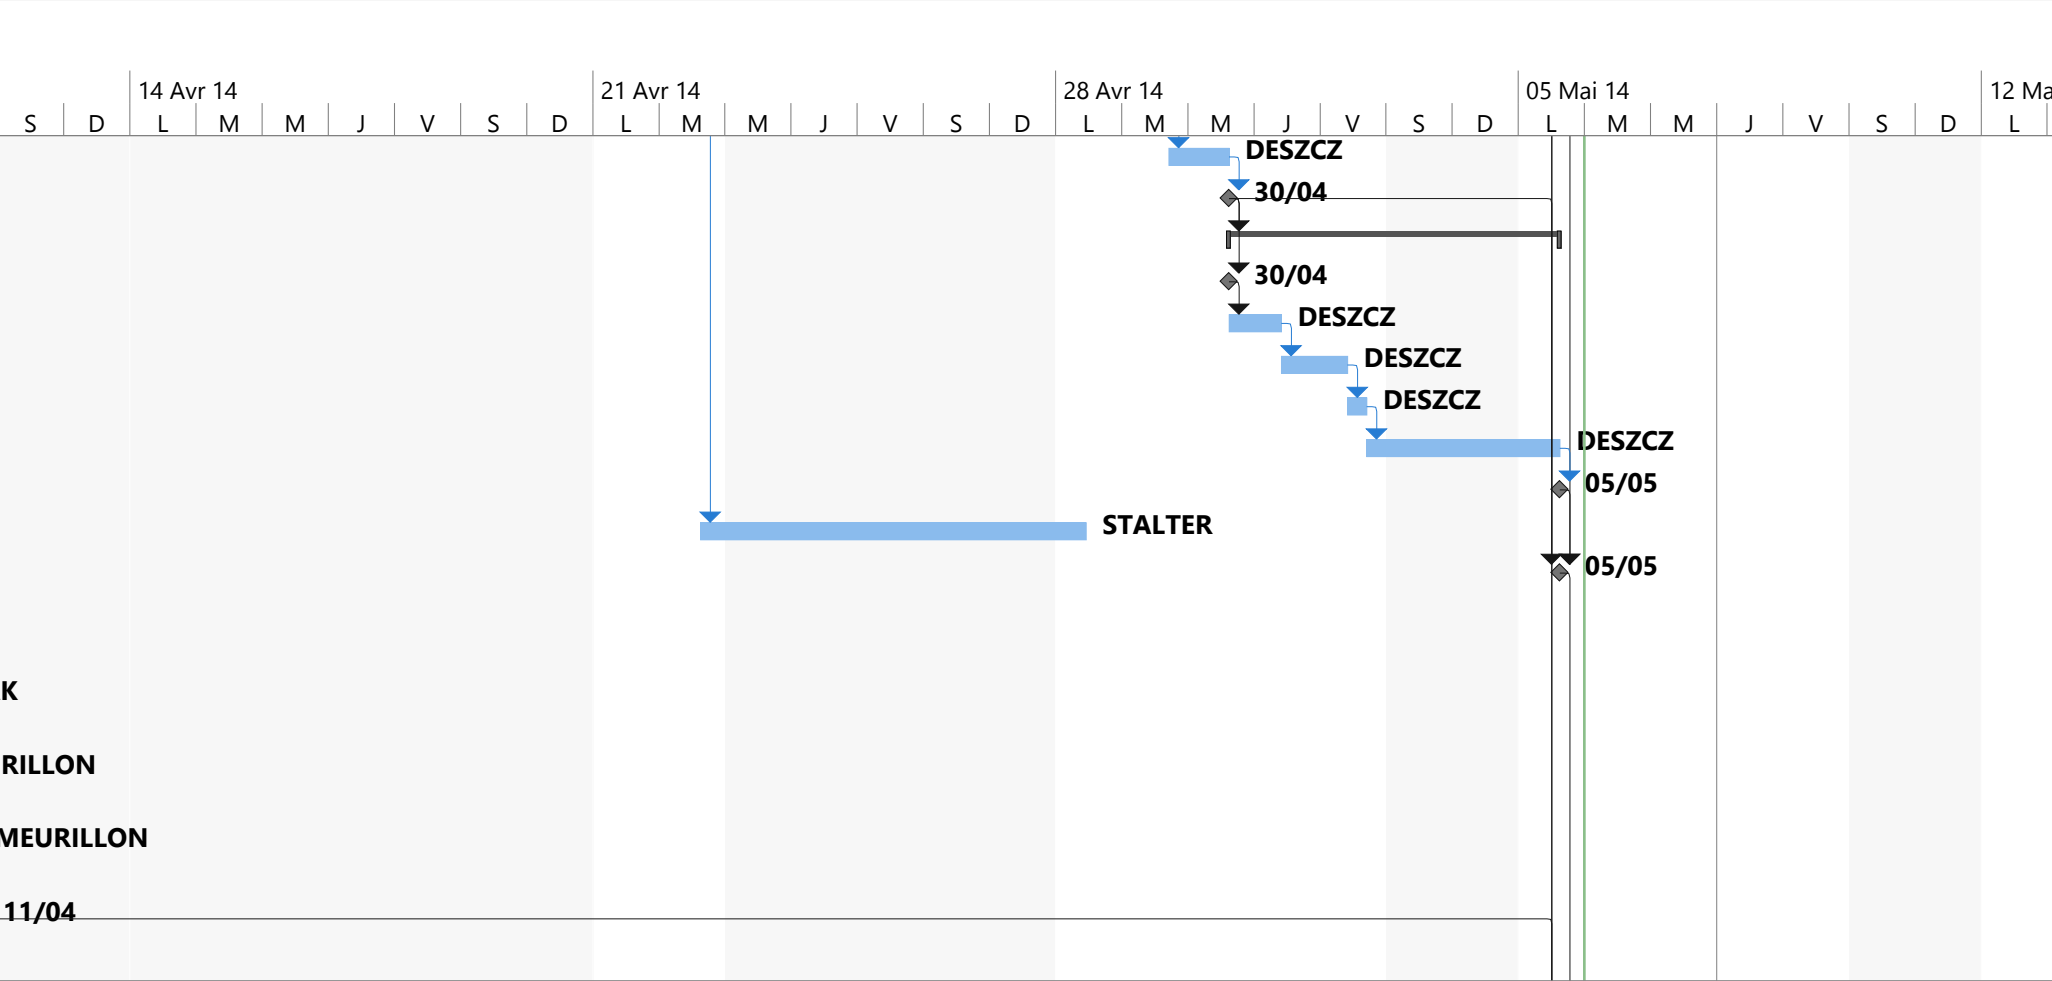 14 Avr 14 21 Avr 14 28 Avr 14 05 Mai 14 12 Ma
S D L M M J V S D L M M J V S D L M M J V S D L M M J V S D L
DESZCZ
30/04
30/04
DESZCZ
DESZCZ
DESZCZ
DESZCZ
05/05
STALTER
05/05
K
RILLON
MEURILLON
11/04